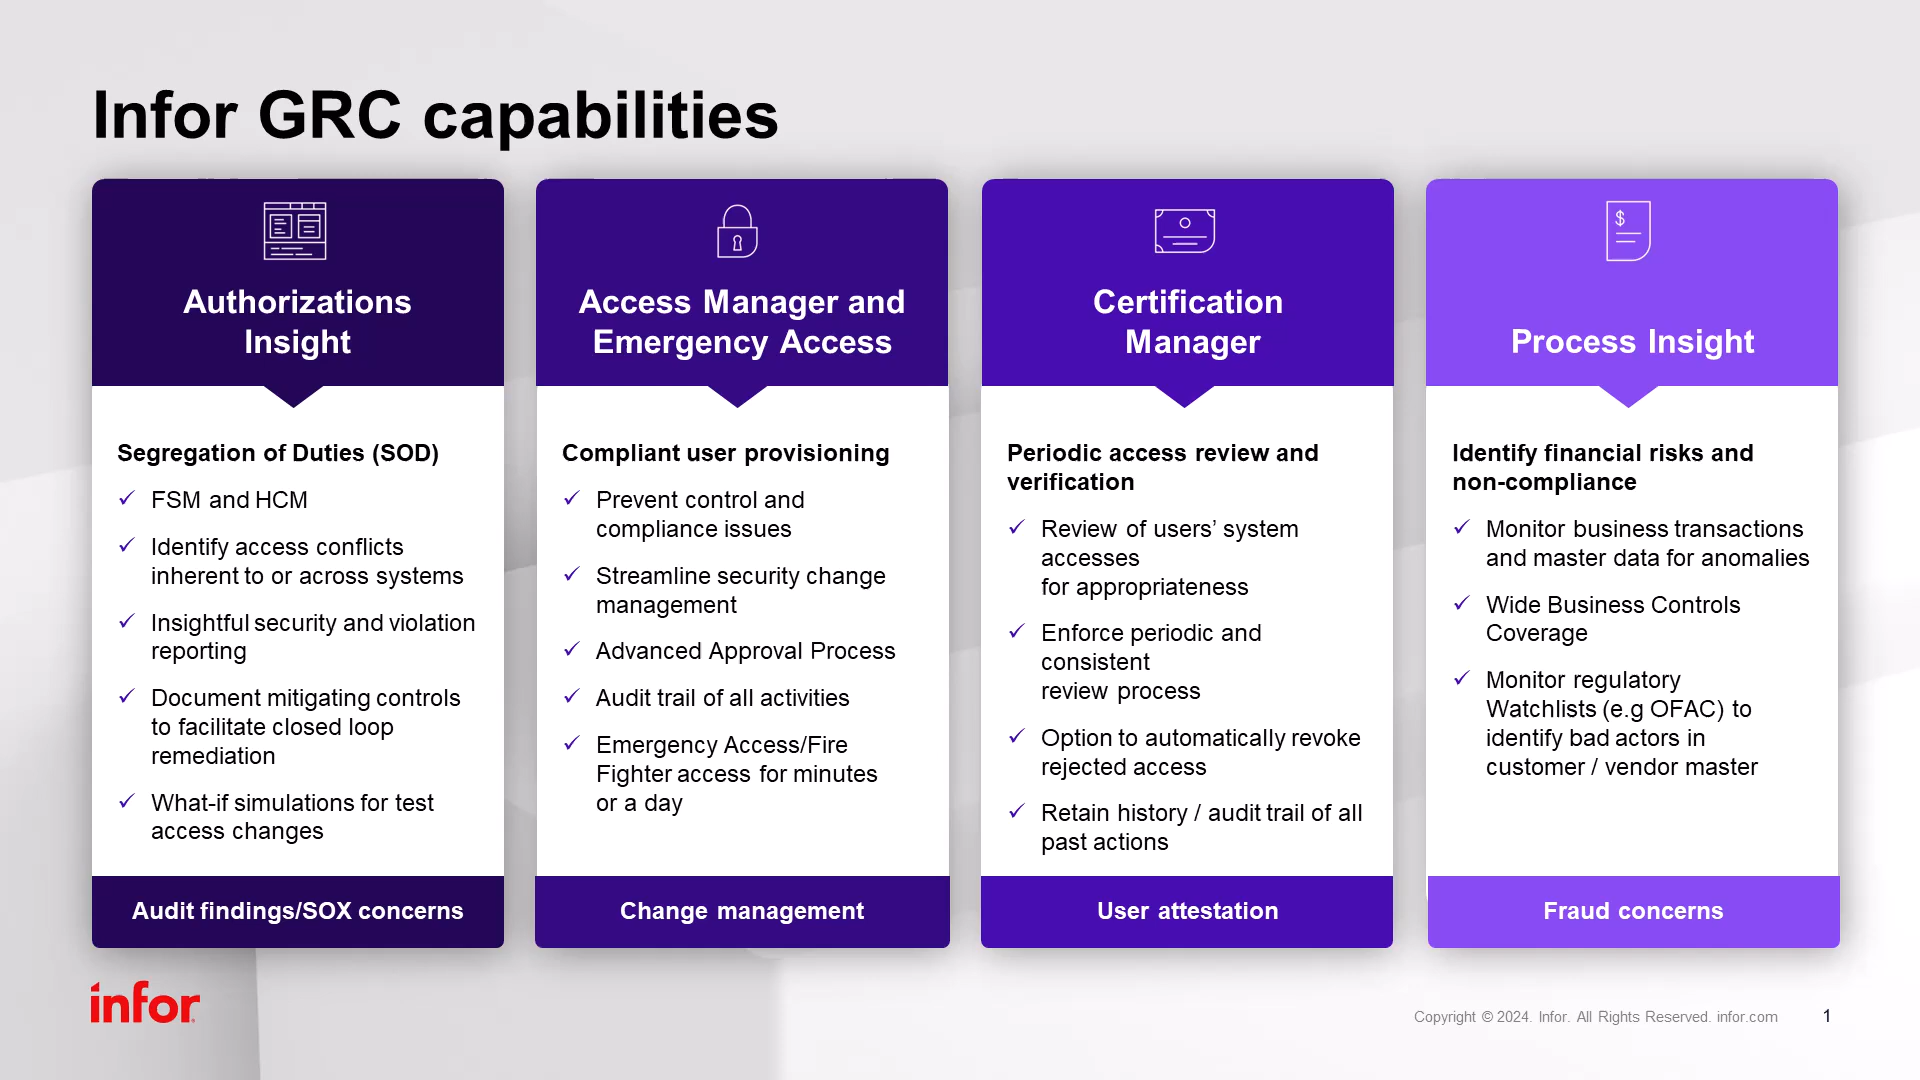 Infor GRC capabilities
Authorizations
Insight
Segregation of Duties (SOD)
✓ FSM and HCM
✓ Identify access conflicts
inherent to or across systems
✓ Insightful security and violation
reporting
✓ Document mitigating controls
to facilitate closed loop
remediation
✓ What-if simulations for test
access changes
Audit findings/SOX concerns
Access Manager and
Emergency Access
Compliant user provisioning
✓ Prevent control and
compliance issues
✓ Streamline security change
management
✓ Advanced Approval Process
✓ Audit trail of all activities
✓ Emergency Access/Fire
Fighter access for minutes
or a day
Change management
Certification
Manager
Periodic access review and
verification
✓ Review of users’ system
accesses
for appropriateness
✓ Enforce periodic and
consistent
review process
✓ Option to automatically revoke
rejected access
✓ Retain history / audit trail of all
past actions
User attestation
$
Process Insight
Identify financial risks and
non-compliance
✓ Monitor business transactions
and master data for anomalies
✓ Wide Business Controls
Coverage
✓ Monitor regulatory
Watchlists (e.g OFAC) to
identify bad actors in
customer / vendor master
Fraud concerns
infor
Copyright © 2024. Infor. All Rights Reserved. infor.com
1